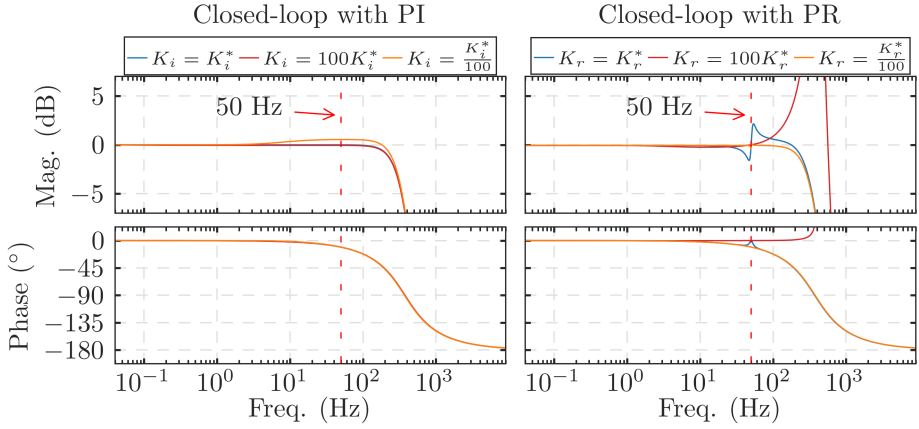 Closed-loop with PI
Closed-loop with PR
K_i = K_i^* K_i = 100K_i^* K_i = \frac{K_i^*}{100}
K_r = K_r^* K_r = 100K_r^* K_r = \frac{K_r^*}{100}
Mag. (dB)
5
0
−5
50 Hz
50 Hz
Phase (°)
0
−45
−90
−135
−180
10^{−1} 10^0 10^1 10^2 10^3
10^{−1} 10^0 10^1 10^2 10^3
Freq. (Hz)
Freq. (Hz)